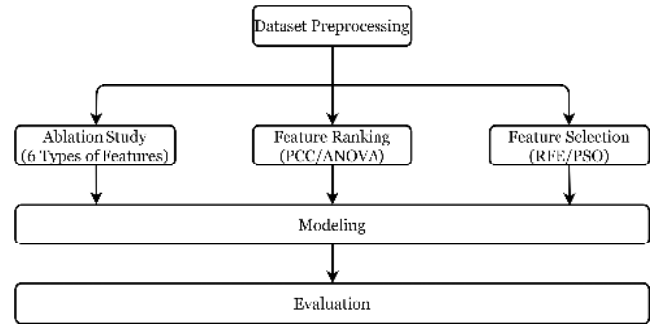 Dataset Preprocessing
Ablation Study
(6 Types of Features)
Feature Ranking
(PCC/ANOVA)
Feature Selection
(RFE/PSO)
Modeling
Evaluation